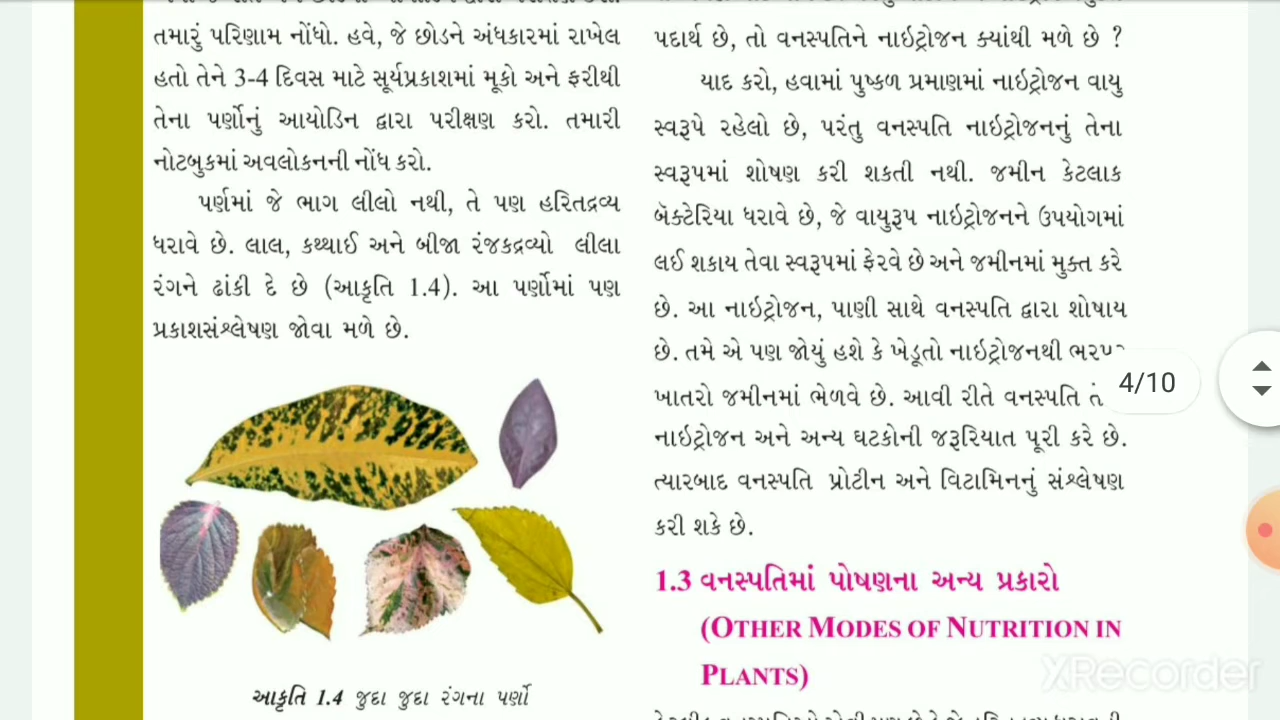 તમારું પરિણામ નોંધો. હવે, જે છોડને અંધકારમાં રાખેલ
હતો તેને 3-4 દિવસ માટે સૂર્યપ્રકાશમાં મૂકો અને ફરીથી
તેના પર્ણોનું આયોડિન દ્વારા પરીક્ષણ કરો. તમારી
નોટબુકમાં અવલોકનની નોંધ કરો.
પર્ણમાં જે ભાગ લીલો નથી, તે પણ હરિતદ્રવ્ય
ધરાવે છે. લાલ, કથ્થાઈ અને બીજા રંજકદ્રવ્યો લીલા
રંગને ઢાંકી દે છે (આકૃતિ 1.4). આ પર્ણોમાં પણ
પ્રકાશસંશ્લેષણ જોવા મળે છે.
આકૃતિ 1.4 જુદા જુદા રંગના પર્ણો
પદાર્થ છે, તો વનસ્પતિને નાઇટ્રોજન ક્યાંથી મળે છે ?
યાદ કરો, હવામાં પુષ્કળ પ્રમાણમાં નાઇટ્રોજન વાયુ
સ્વરૂપે રહેલો છે, પરંતુ વનસ્પતિ નાઇટ્રોજનનું તેના
સ્વરૂપમાં શોષણ કરી શકતી નથી. જમીન કેટલાક
બૅક્ટેરિયા ધરાવે છે, જે વાયુરૂપ નાઇટ્રોજનને ઉપયોગમાં
લઈ શકાય તેવા સ્વરૂપમાં ફેરવે છે અને જમીનમાં મુક્ત કરે
છે. આ નાઇટ્રોજન, પાણી સાથે વનસ્પતિ દ્વારા શોષાય
છે. તમે એ પણ જોયું હશે કે ખેડૂતો નાઇટ્રોજનથી
ખાતરો જમીનમાં ભેળવે છે. આવી રીતે વનસ્પતિ
નાઇટ્રોજન અને અન્ય ઘટકોની જરૂરિયાત પૂરી કરે છે.
ત્યારબાદ વનસ્પતિ પ્રોટીન અને વિટામિનનું સંશ્લેષણ
કરી શકે છે.
1.3 વનસ્પતિમાં પોષણના અન્ય પ્રકારો
(OTHER MODES OF NUTRITION IN
PLANTS)
4/10
XRecorder